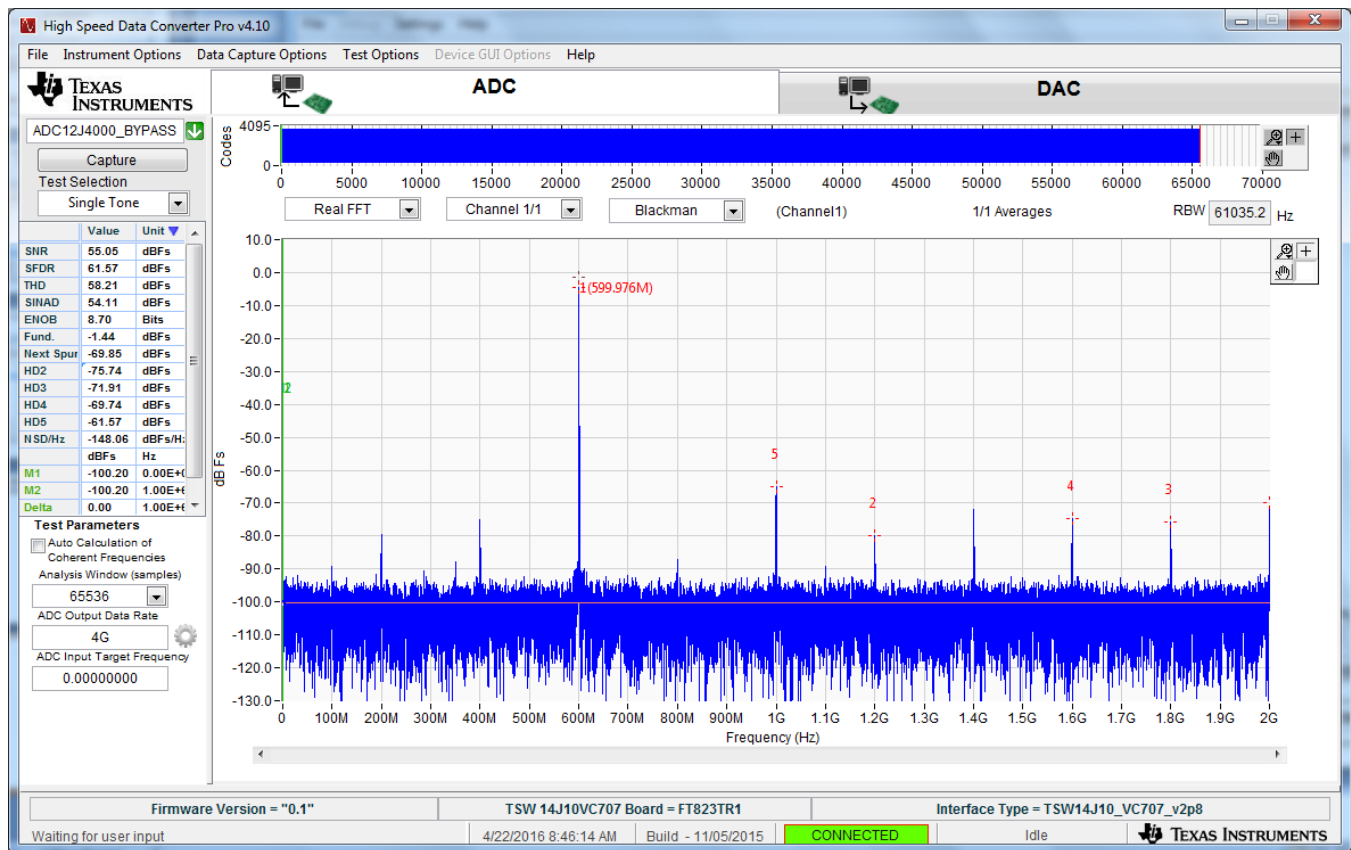 High Speed Data Converter Pro v4.10
File Instrument Options Data Capture Options Test Options Device GUI Options Help
TEXAS INSTRUMENTS
ADC
DAC
ADC12J4000_BYPASS
Capture
Test Selection
Single Tone
Value Unit
SNR 55.05 dBFs
SFDR 61.57 dBFs
THD 58.21 dBFs
SINAD 54.11 dBFs
ENOB 8.70 Bits
Fund. -1.44 dBFs
Next Spur -69.85 dBFs
HD2 -75.74 dBFs
HD3 -71.91 dBFs
HD4 -69.74 dBFs
HD5 -61.57 dBFs
NSD/Hz -148.06 dBFs/H
dBFs Hz
M1 -100.20 0.00E+
M2 -100.20 1.00E+
Delta 0.00 1.00E+
Test Parameters
Auto Calculation of
Coherent Frequencies
Analysis Window (samples)
65536
ADC Output Data Rate
4G
ADC Input Target Frequency
0.00000000
Codes
4095
0
0 5000 10000 15000 20000 25000 30000 35000 40000 45000 50000 55000 60000 65000 70000
Real FFT Channel 1/1 Blackman (Channel1) 1/1 Averages RBW 61035.2 Hz
dB Fs
10.0
0.0
-10.0
-20.0
-30.0
-40.0
-50.0
-60.0
-70.0
-80.0
-90.0
-100.0
-110.0
-120.0
-130.0
1(599.976M)
5
2
4
3
0 100M 200M 300M 400M 500M 600M 700M 800M 900M 1G 1.1G 1.2G 1.3G 1.4G 1.5G 1.6G 1.7G 1.8G 1.9G 2G
Frequency (Hz)
Firmware Version = "0.1" TSW 14J10VC707 Board = FT823TR1 Interface Type = TSW14J10_VC707_v2p8
Waiting for user input 4/22/2016 8:46:14 AM Build - 11/05/2015 CONNECTED Idle TEXAS INSTRUMENTS